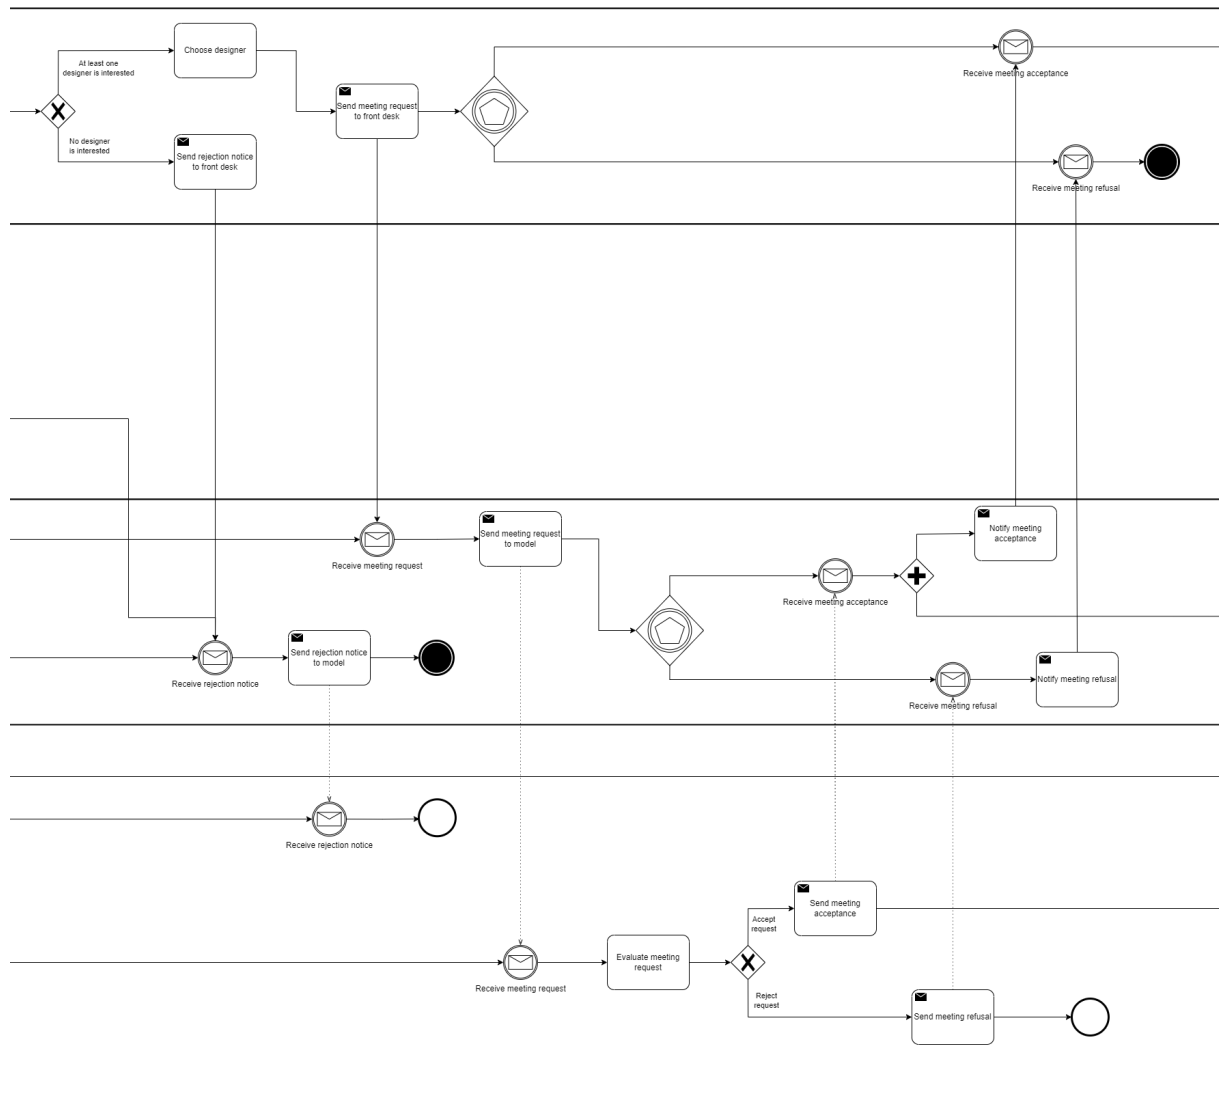 Choose designer
At least one
designer is interested
Receive meeting acceptance
Send meeting request
to front desk
No designer
is interested
Send rejection notice
to front desk
Receive meeting refusal
Notify meeting
acceptance
Send meeting request
to model
Receive meeting request
Receive meeting acceptance
Send rejection notice
to model
Receive rejection notice
Notify meeting refusal
Receive meeting refusal
Receive rejection notice
Send meeting
acceptance
Accept
request
Evaluate meeting
request
Receive meeting request
Reject
request
Send meeting refusal